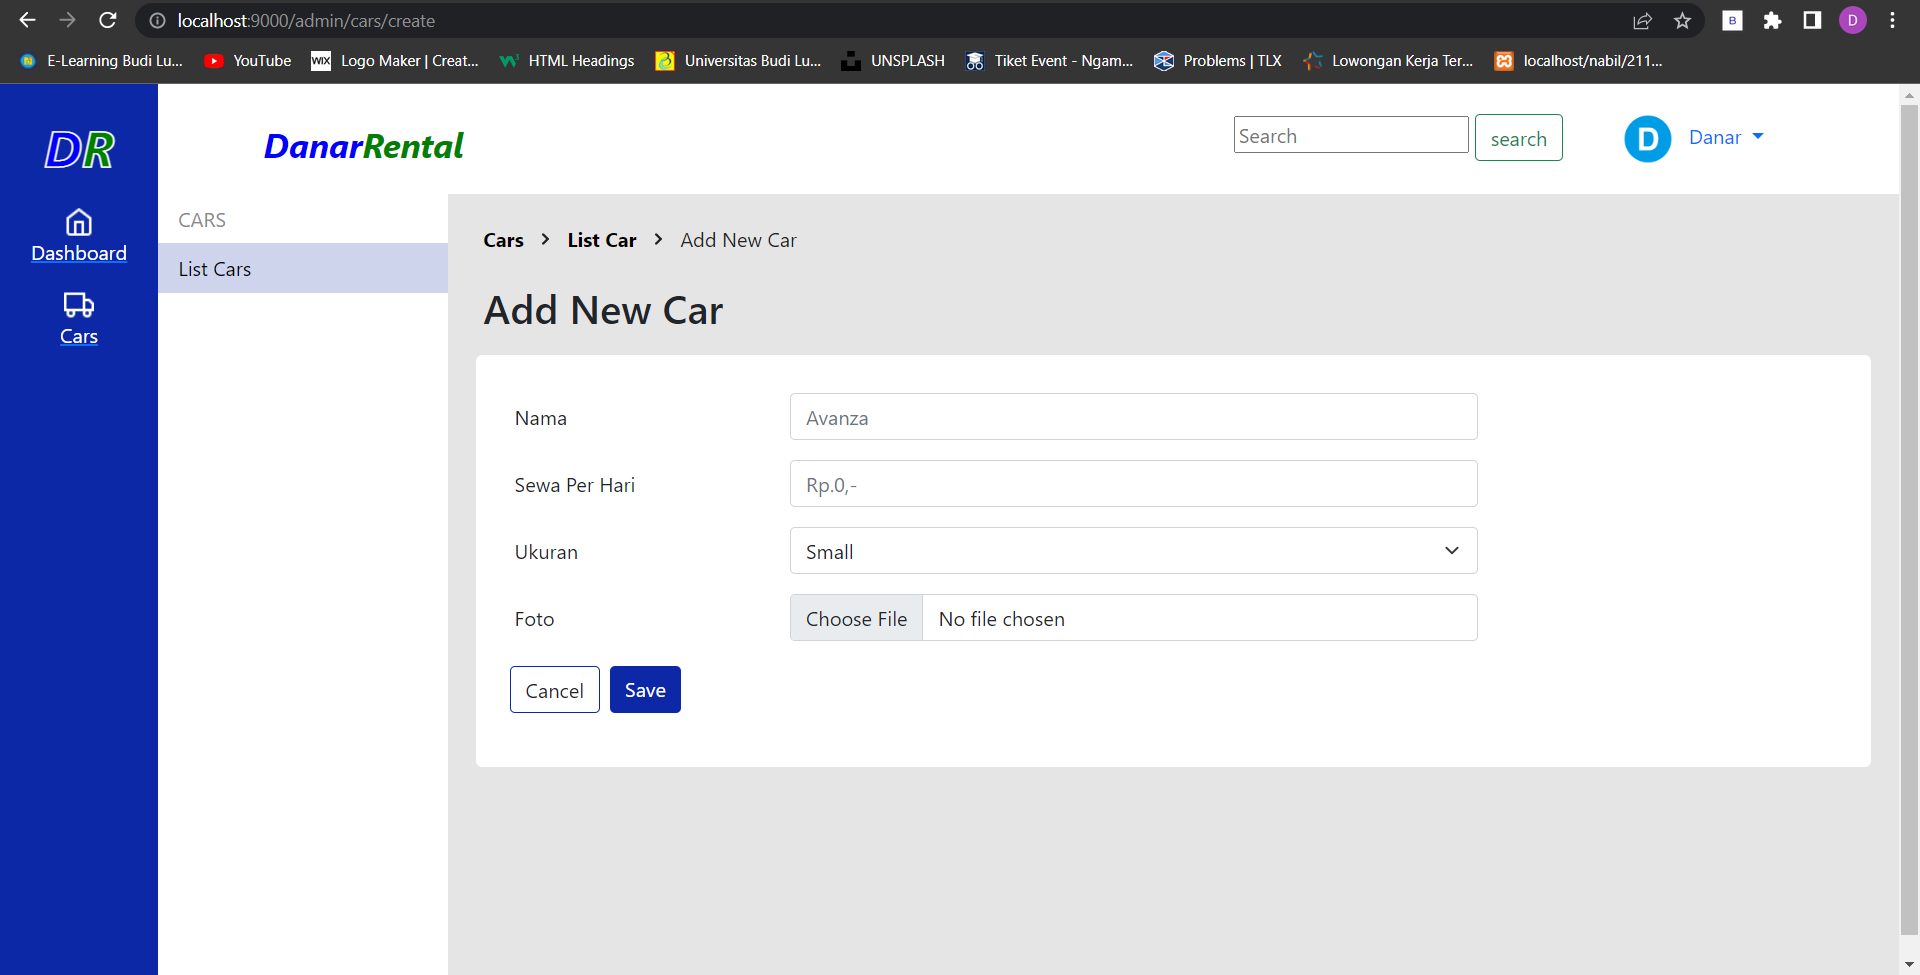 localhost:9000/admin/cars/create
D
E-Learning Budi Lu...
YouTube
WIX Logo Maker | Creat...
HTML Headings
Universitas Budi Lu...
UNSPLASH
Tiket Event - Ngam...
Problems | TLX
Lowongan Kerja Ter...
localhost/nabil/211...
DR
DanarRental
Search
search
D
Danar
Dashboard
Cars
CARS
List Cars
Cars > List Car > Add New Car
Add New Car
Nama
Avanza
Sewa Per Hari
Rp.0,-
Ukuran
Small
Foto
Choose File No file chosen
Cancel
Save